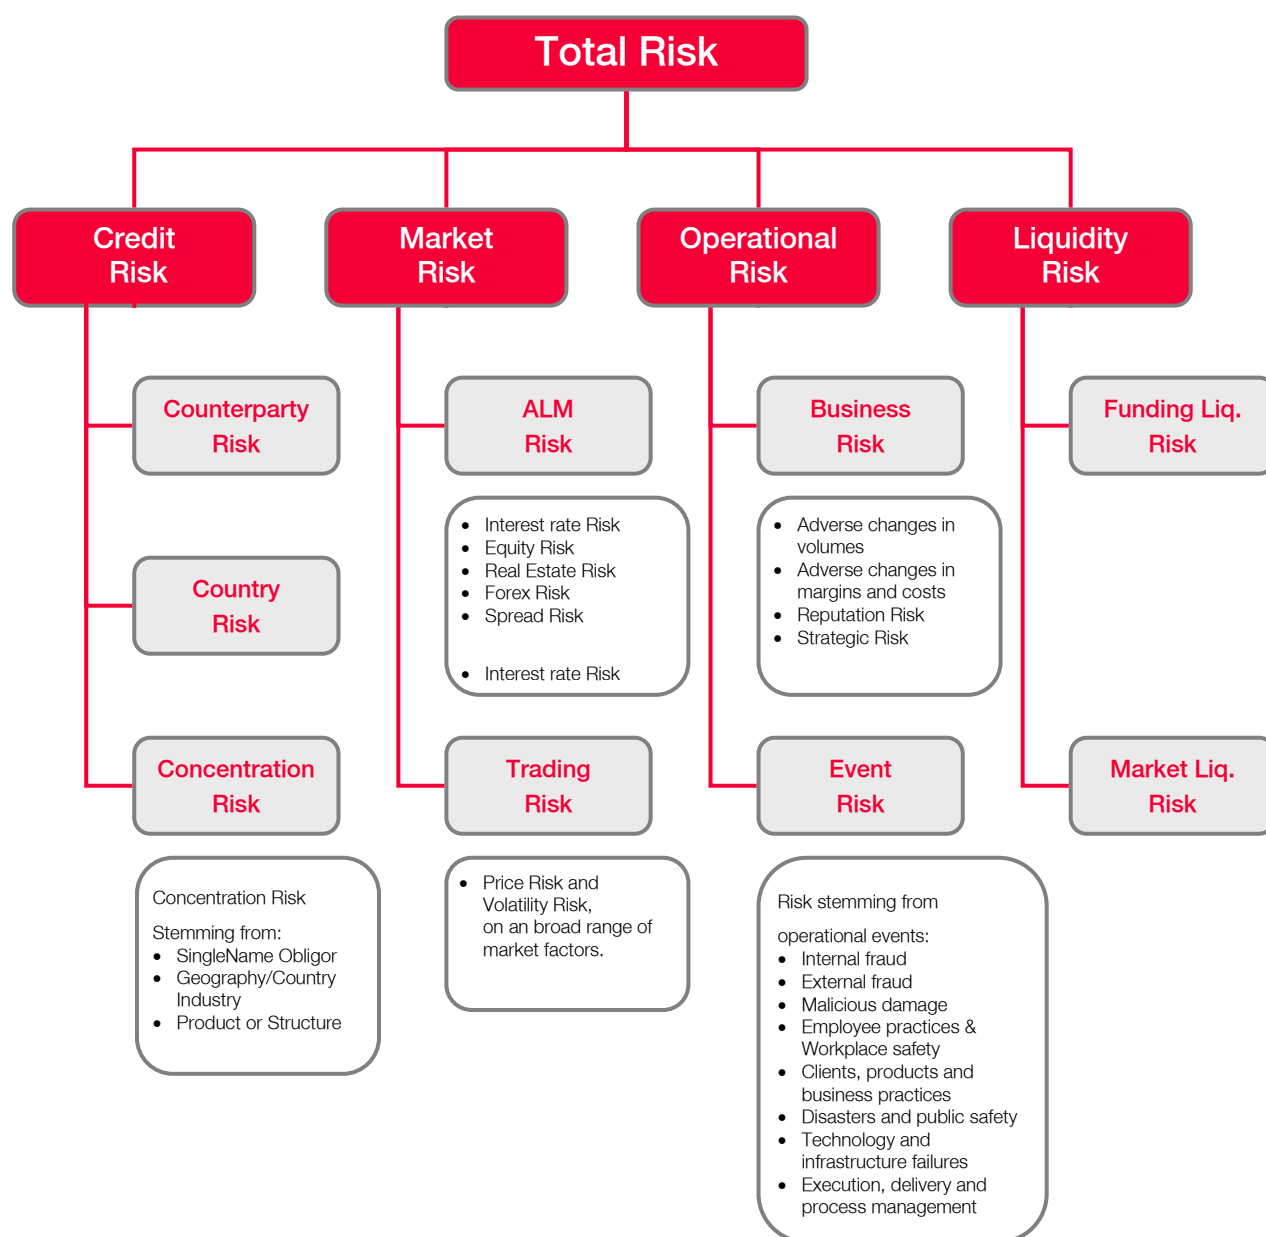 Total Risk
Credit
Risk
Market
Risk
Operational
Risk
Liquidity
Risk
Counterparty
Risk
ALM
Risk
Business
Risk
Funding Liq.
Risk
• Interest rate Risk
• Equity Risk
• Real Estate Risk
• Forex Risk
• Spread Risk
• Interest rate Risk
• Adverse changes in
volumes
• Adverse changes in
margins and costs
• Reputation Risk
• Strategic Risk
Country
Risk
Concentration
Risk
Trading
Risk
Event
Risk
Market Liq.
Risk
Concentration Risk
Stemming from:
• SingleName Obligor
• Geography/Country
Industry
• Product or Structure
• Price Risk and
Volatility Risk,
on an broad range of
market factors.
Risk stemming from
operational events:
• Internal fraud
• External fraud
• Malicious damage
• Employee practices &
Workplace safety
• Clients, products and
business practices
• Disasters and public safety
• Technology and
infrastructure failures
• Execution, delivery and
process management